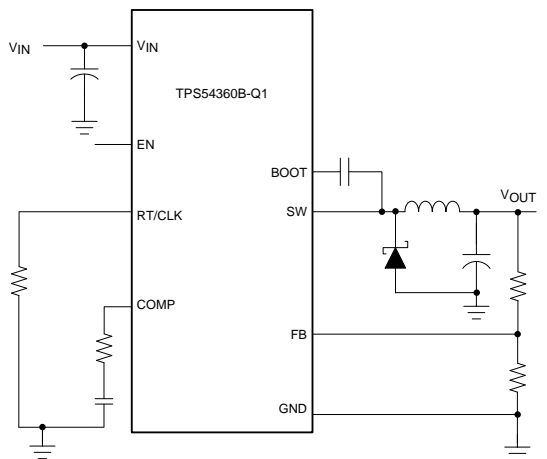 VIN
VIN
TPS54360B-Q1
EN
BOOT
VOUT
RT/CLK
SW
COMP
FB
GND